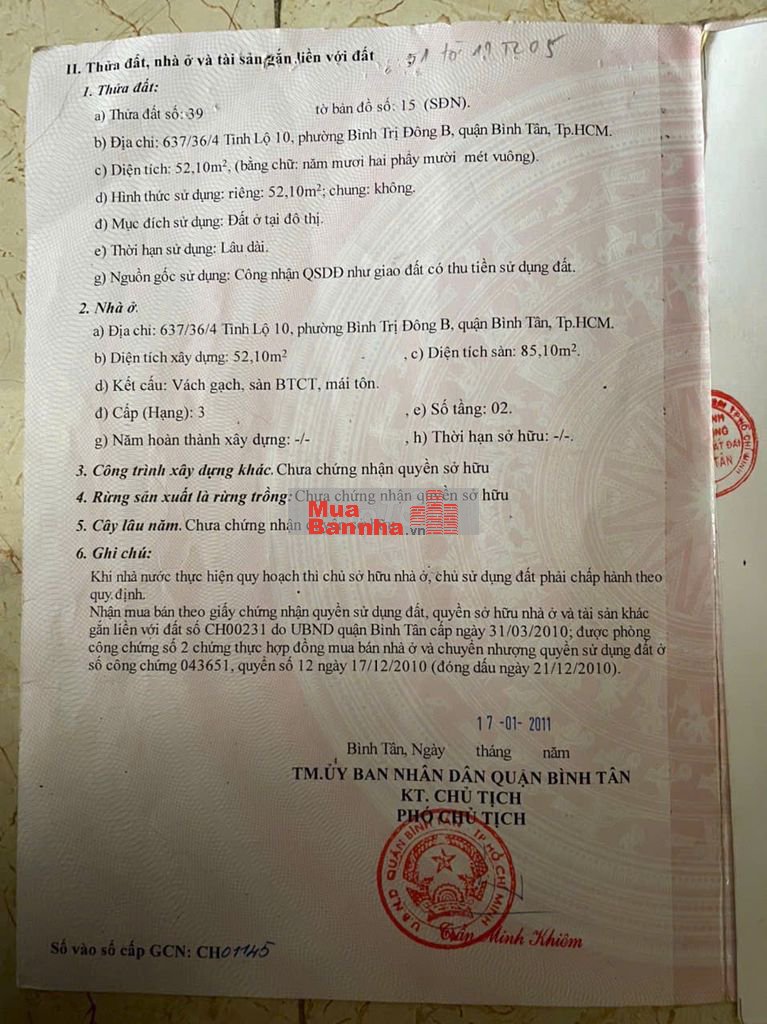 II. Thửa đất, nhà ở và tài sản gắn liền với đất
1. Thửa đất:
a) Thửa đất số: 39 tờ bản đồ số: 15 (SĐN).
b) Địa chỉ: 637/36/4 Tỉnh Lộ 10, phường Bình Trị Đông B, quận Bình Tân, Tp.HCM.
c) Diện tích: 52,10m², (bằng chữ: năm mươi hai phẩy mười mét vuông).
d) Hình thức sử dụng: riêng: 52,10m²; chung: không.
đ) Mục đích sử dụng: Đất ở tại đô thị.
e) Thời hạn sử dụng: Lâu dài.
g) Nguồn gốc sử dụng: Công nhận QSDĐ như giao đất có thu tiền sử dụng đất.
2. Nhà ở.
a) Địa chỉ: 637/36/4 Tỉnh Lộ 10, phường Bình Trị Đông B, quận Bình Tân, Tp.HCM.
b) Diện tích xây dựng: 52,10m² , c) Diện tích sàn: 85,10m².
d) Kết cấu: Vách gạch, sàn BTCT, mái tôn.
đ) Cấp (Hạng): 3 , e) Số tầng: 02.
g) Năm hoàn thành xây dựng: -/- , h) Thời hạn sở hữu: -/-.
3. Công trình xây dựng khác. Chưa chứng nhận quyền sở hữu
4. Rừng sản xuất là rừng trồng: Chưa chứng nhận quyền sở hữu
5. Cây lâu năm. Chưa chứng nhận
Mua
Bannha.vn
6. Ghi chú:
Khi nhà nước thực hiện quy hoạch thì chủ sở hữu nhà ở, chủ sử dụng đất phải chấp hành theo
quy định.
Nhận mua bán theo giấy chứng nhận quyền sử dụng đất, quyền sở hữu nhà ở và tài sản khác
gắn liền với đất số CH00231 do UBND quận Bình Tân cấp ngày 31/03/2010; được phòng
công chứng số 2 chứng thực hợp đồng mua bán nhà ở và chuyển nhượng quyền sử dụng đất ở
số công chứng 043651, quyển số 12 ngày 17/12/2010 (đóng dấu ngày 21/12/2010).
17-01-2011
Bình Tân, Ngày tháng năm
TM.ỦY BAN NHÂN DÂN QUẬN BÌNH TÂN
KT. CHỦ TỊCH
PHÓ CHỦ TỊCH
U.B.N.D QUẬN BÌNH TÂN TP HỒ CHÍ MINH
Trần Minh Khiêm
Số vào sổ cấp GCN: CH01145
TP HỒ CHÍ MINH
ẤT ĐAI
TÂN